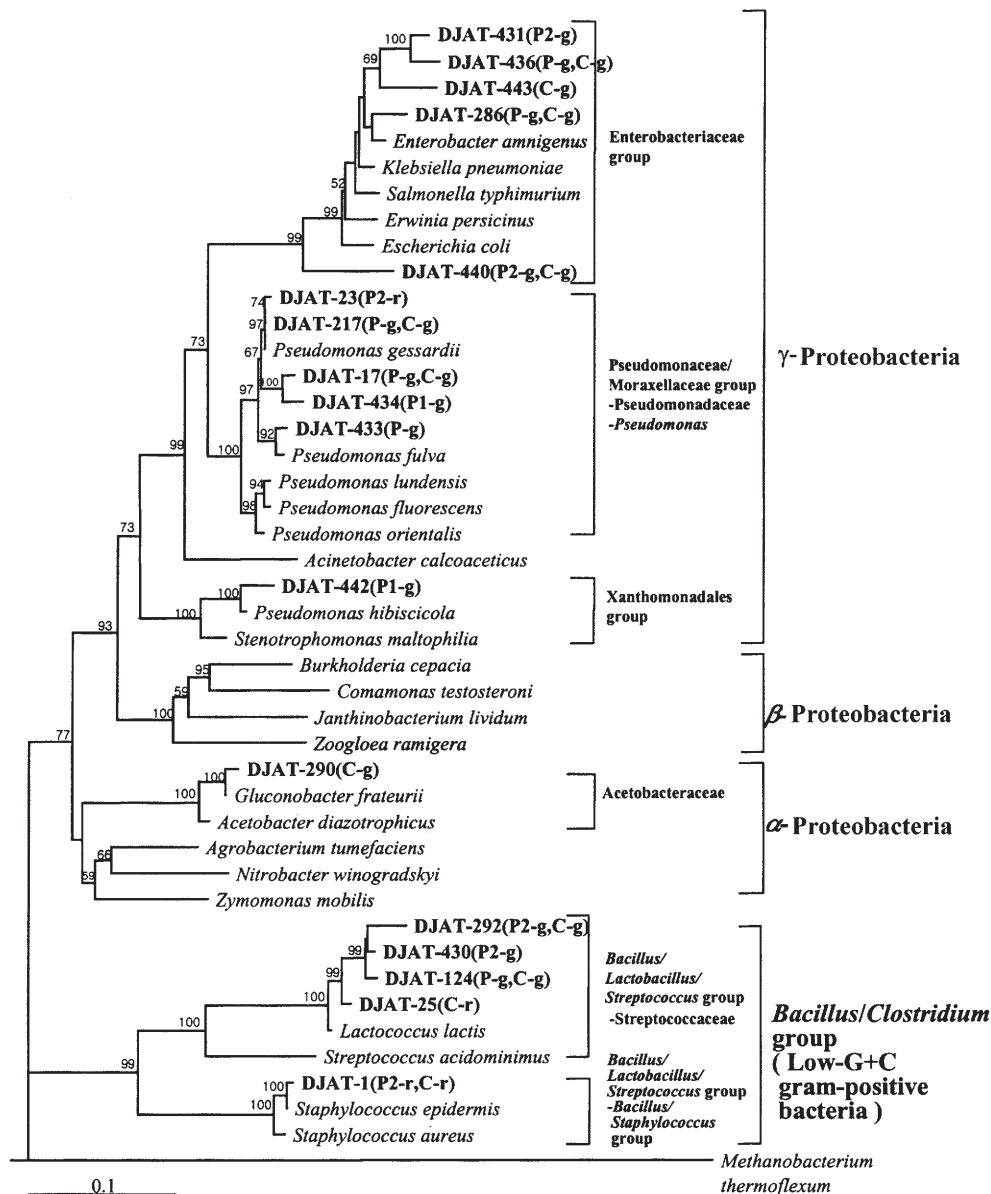 100
DJAT-431(P2-g)
DJAT-436(P-g,C-g)
69
DJAT-443(C-g)
DJAT-286(P-g,C-g)
Enterobacter amnigenus
Klebsiella pneumoniae
52
Salmonella typhimurium
99
Erwinia persicinus
99
Escherichia coli
DJAT-440(P2-g,C-g)
Enterobacteriaceae
group
74
DJAT-23(P2-r)
97
DJAT-217(P-g,C-g)
67
Pseudomonas gessardii
100
DJAT-17(P-g,C-g)
97
DJAT-434(P1-g)
DJAT-433(P-g)
92
Pseudomonas fulva
100
94
Pseudomonas lundensis
98
Pseudomonas fluorescens
Pseudomonas orientalis
Pseudomonaceae/
Moraxellaceae group
-Pseudomonadaceae
-Pseudomonas
73
99
Acinetobacter calcoaceticus
73
100
DJAT-442(P1-g)
100
Pseudomonas hibiscicola
Stenotrophomonas maltophilia
Xanthomonadales
group
γ-Proteobacteria
93
95
Burkholderia cepacia
59
Comamonas testosteroni
100
Janthinobacterium lividum
Zoogloea ramigera
β-Proteobacteria
77
100
DJAT-290(C-g)
100
Gluconobacter frateurii
Acetobacter diazotrophicus
Acetobacteraceae
66
Agrobacterium tumefaciens
59
Nitrobacter winogradskyi
Zymomonas mobilis
α-Proteobacteria
DJAT-292(P2-g,C-g)
99
DJAT-430(P2-g)
99
DJAT-124(P-g,C-g)
100
DJAT-25(C-r)
100
Lactococcus lactis
Streptococcus acidominimus
Bacillus/
Lactobacillus/
Streptococcus group
-Streptococcaceae
99
100
DJAT-1(P2-r,C-r)
100
Staphylococcus epidermis
Staphylococcus aureus
Bacillus/
Lactobacillus/
Streptococcus group
-Bacillus/
Staphylococcus
group
Bacillus/Clostridium
group
( Low-G+C
gram-positive
bacteria )
Methanobacterium
thermoflexum
0.1